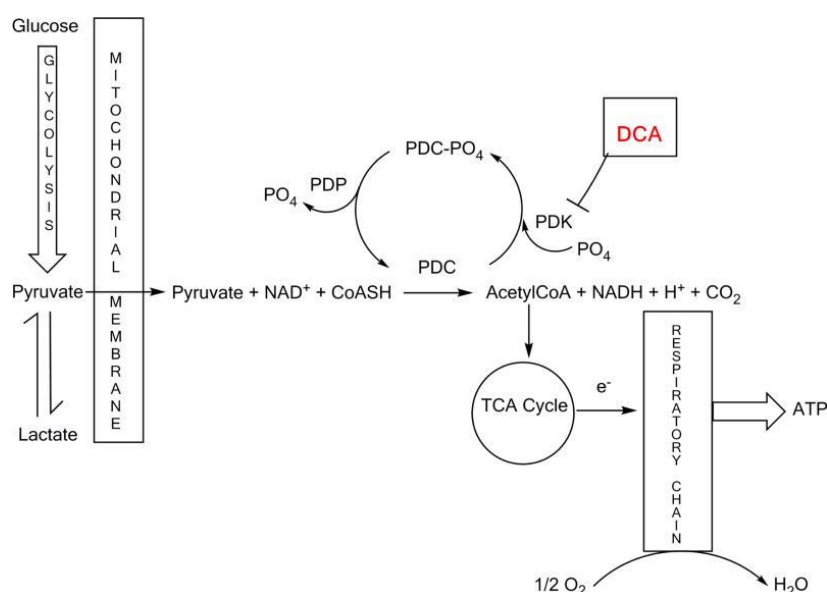 Glucose
GLYCOLYSIS
MITOCHONDRIAL MEMBRANE
DCA
PDC-PO₄
PDP
PO₄
PDK
PO₄
PDC
Pyruvate
Pyruvate + NAD⁺ + CoASH
AcetylCoA + NADH + H⁺ + CO₂
Lactate
TCA Cycle
e⁻
RESPIRATORY CHAIN
ATP
1/2 O₂
H₂O